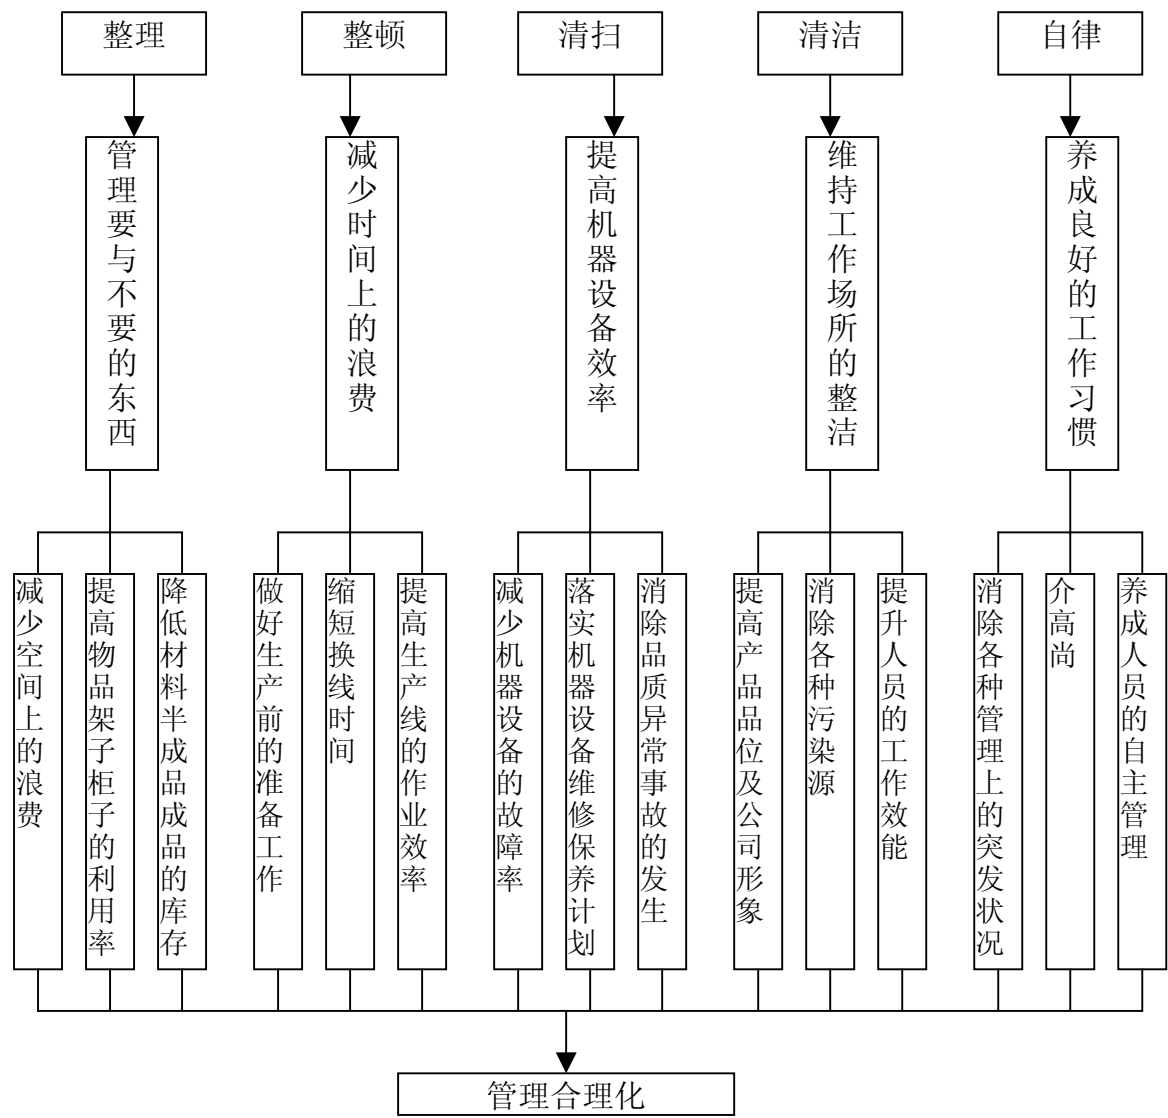 整理
整顿
清扫
清洁
自律
管理要与不要的东西
减少时间上的浪费
提高机器设备效率
维持工作场所的整洁
养成良好的工作习惯
减少空间上的浪费
提高物品架子柜子的利用率
降低材料半成品成品的库存
做好生产前的准备工作
缩短换线时间
提高生产线的作业效率
减少机器设备的故障率
落实机器设备维修保养计划
消除品质异常事故的发生
提高产品品位及公司形象
消除各种污染源
提升人员的工作效能
消除各种管理上的突发状况
介高尚
养成人员的自主管理
管理合理化